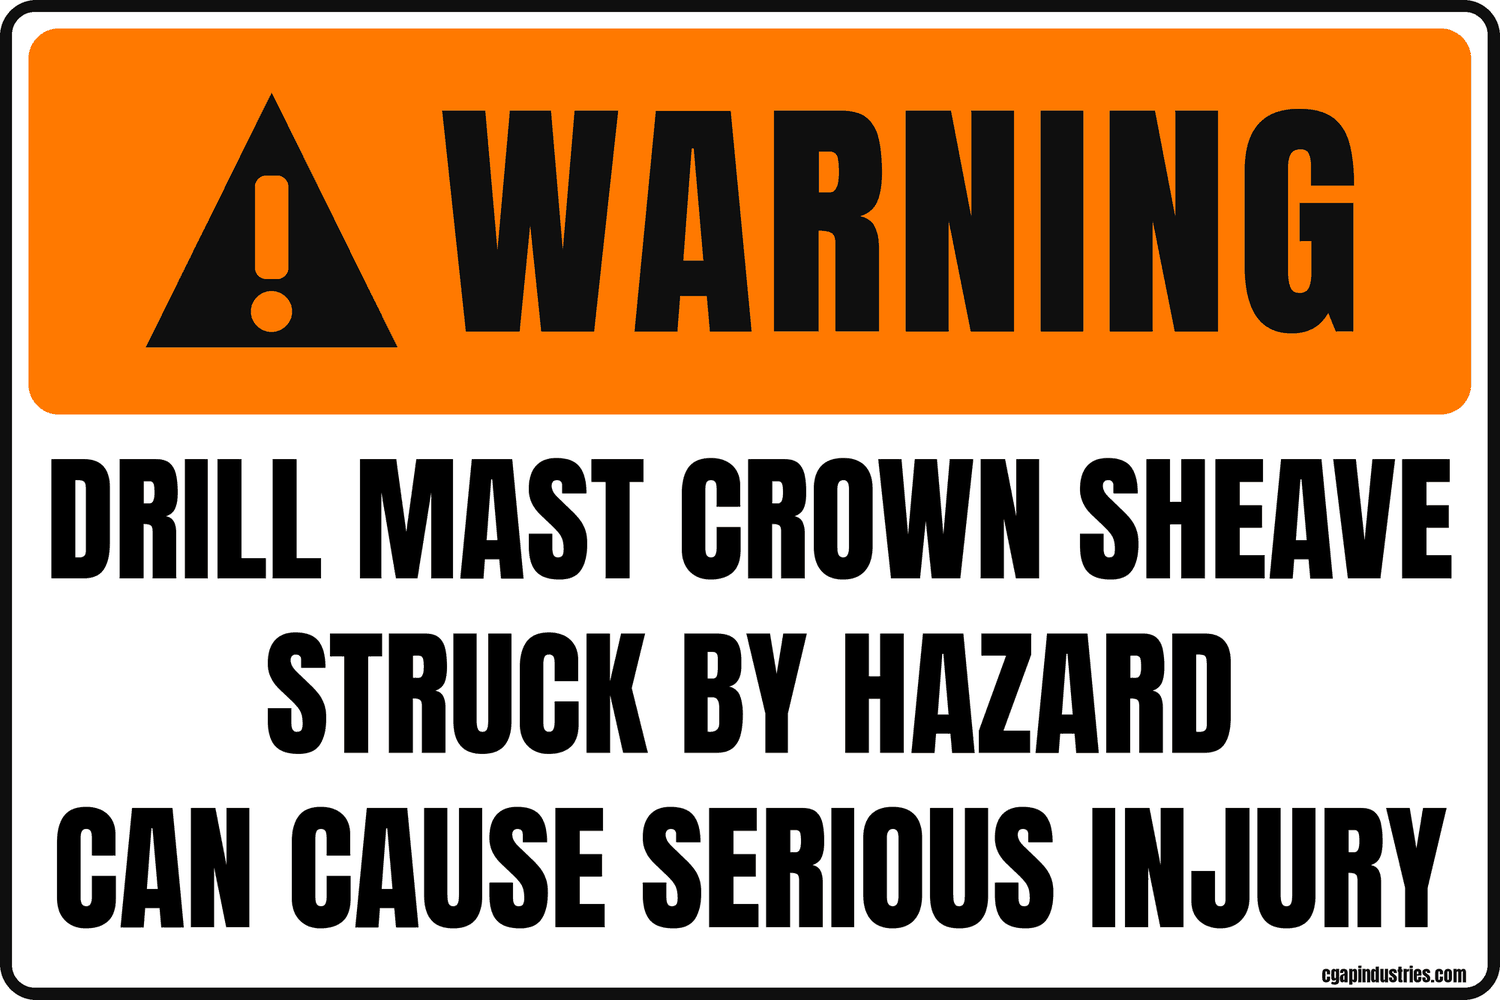 WARNING
DRILL MAST CROWN SHEAVE
STRUCK BY HAZARD
CAN CAUSE SERIOUS INJURY
cgapindustries.com